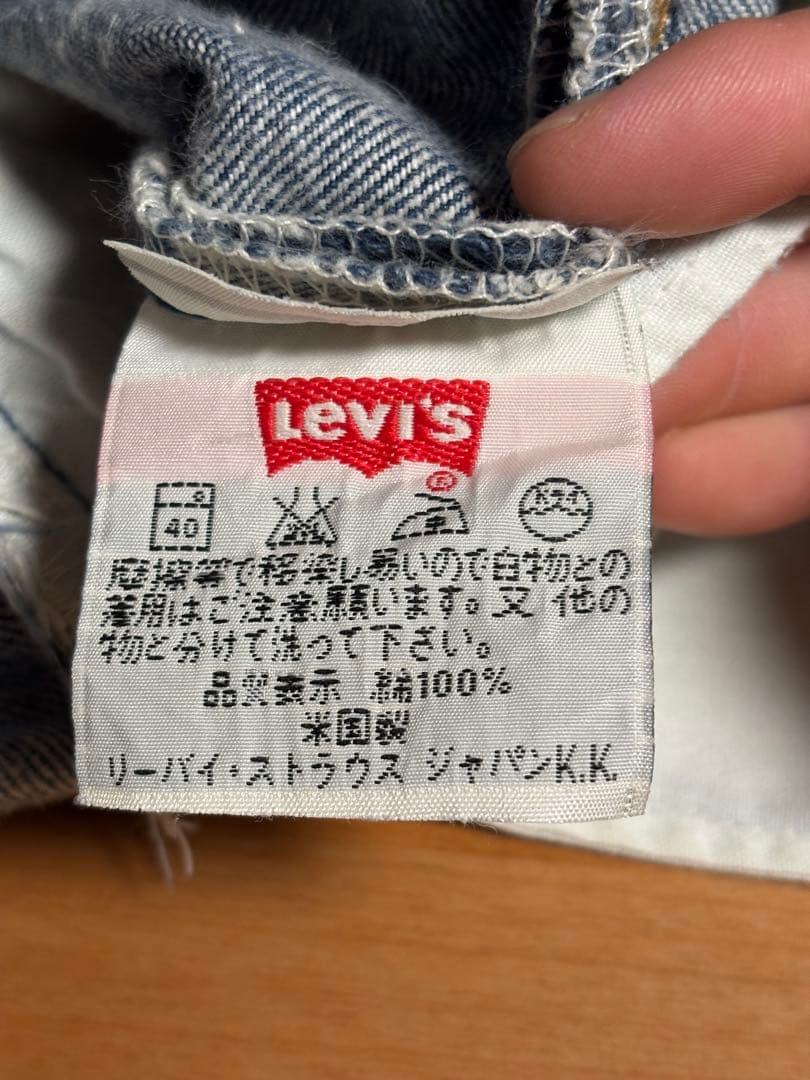 Levi's
®
40
ドライ
摩擦等で移染し易いので白物との
着用はご注意願います。又 他の
物と分けて洗って下さい。
品質表示 綿100%
米国製
リーバイ・ストラウス ジャパンK.K.